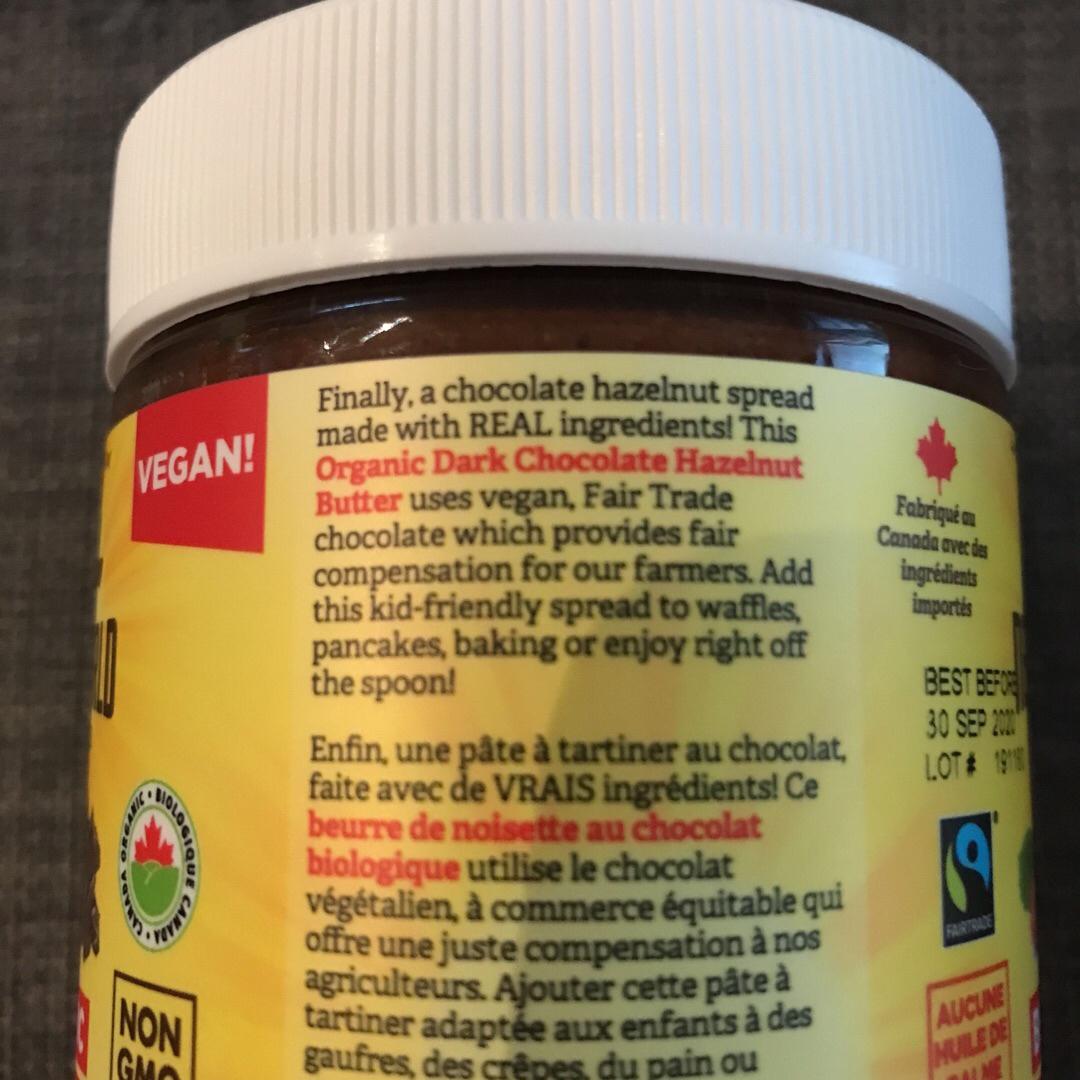 VEGAN!
Finally, a chocolate hazelnut spread
made with REAL ingredients! This
Organic Dark Chocolate Hazelnut
Butter uses vegan, Fair Trade
chocolate which provides fair
compensation for our farmers. Add
this kid-friendly spread to waffles,
pancakes, baking or enjoy right off
the spoon!
Enfin, une pâte à tartiner au chocolat,
faite avec de VRAIS ingrédients! Ce
beurre de noisette au chocolat
biologique utilise le chocolat
végétalien, à commerce équitable qui
offre une juste compensation à nos
agriculteurs. Ajouter cette pâte à
tartiner adaptée aux enfants à des
gaufres, des crêpes, du pain ou
CANADA ORGANIC • BIOLOGIQUE CANADA •
NON
GMO
Fabriqué au
Canada avec des
ingrédients
importés
BEST BEFORE
30 SEP 2020
LOT #
FAIRTRADE
AUCUNE
HUILE DE
PALME